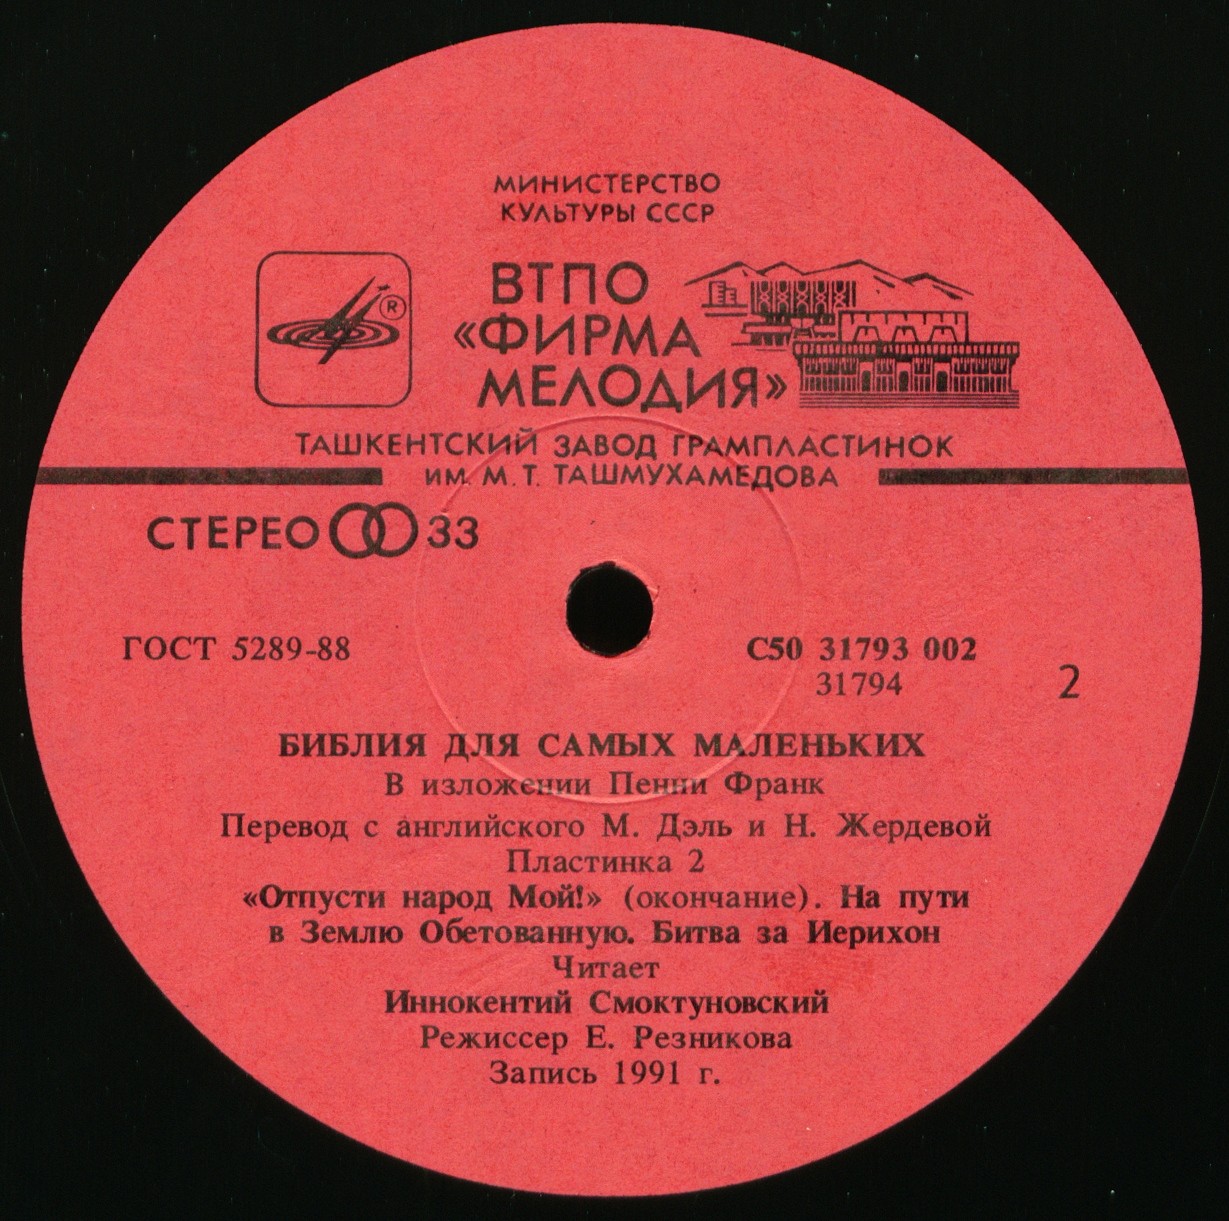 МИНИСТЕРСТВО
КУЛЬТУРЫ СССР
ВТПО
«ФИРМА
МЕЛОДИЯ»
®
ТАШКЕНТСКИЙ ЗАВОД ГРАМПЛАСТИНОК
ИМ. М. Т. ТАШМУХАМЕДОВА
СТЕРЕО 33
ГОСТ 5289-88
С50 31793 002
31794
2
БИБЛИЯ ДЛЯ САМЫХ МАЛЕНЬКИХ
В изложении Пенни Франк
Перевод с английского М. Дэль и Н. Жердевой
Пластинка 2
«Отпусти народ Мой!» (окончание). На пути
в Землю Обетованную. Битва за Иерихон
Читает
Иннокентий Смоктуновский
Режиссер Е. Резникова
Запись 1991 г.